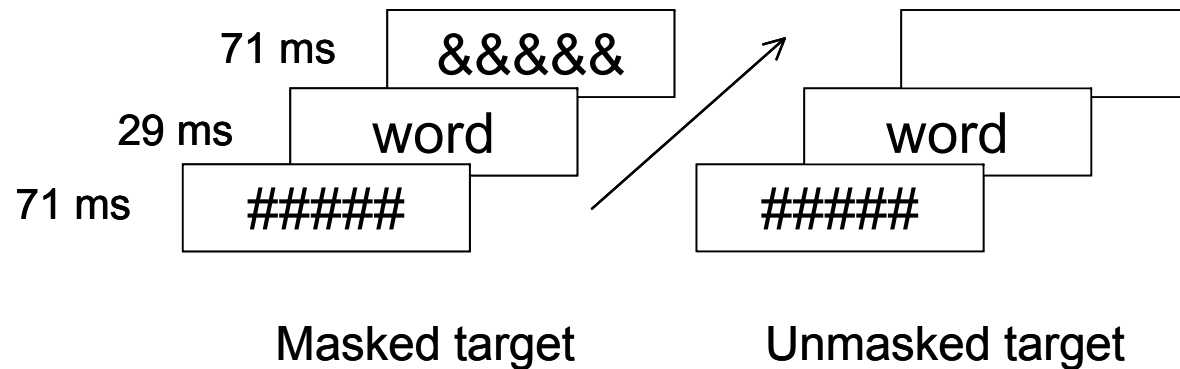 71 ms &&&&&
29 ms word word
71 ms ##### #####
Masked target Unmasked target